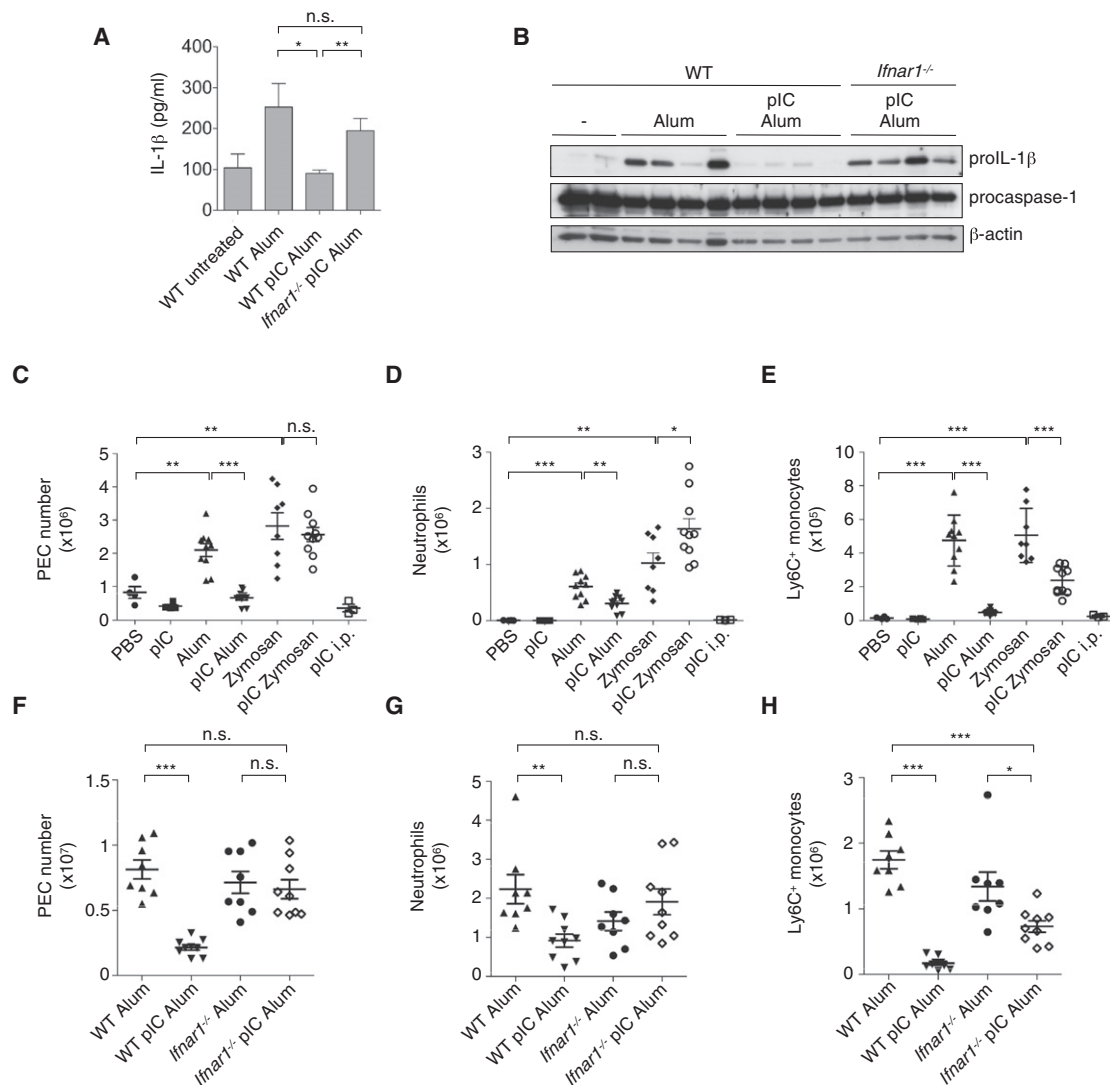 A
n.s.
* **
400
300
200
100
0
IL-1β (pg/ml)
WT untreated
WT Alum
WT pIC Alum
Ifnar1-/- pIC Alum
B
WT Ifnar1-/-
- Alum pIC Alum pIC Alum
proIL-1β
procaspase-1
β-actin
C
** n.s.
** ***
5
4
3
2
1
0
PEC number
(x10⁶)
PBS
pIC
Alum
pIC Alum
Zymosan
pIC Zymosan
pIC i.p.
D
** *
*** **
3
2
1
0
Neutrophils
(x10⁶)
PBS
pIC
Alum
pIC Alum
Zymosan
pIC Zymosan
pIC i.p.
E
*** ***
*** ***
10
8
6
4
2
0
Ly6C⁺ monocytes
(x10⁵)
PBS
pIC
Alum
pIC Alum
Zymosan
pIC Zymosan
pIC i.p.
F
n.s.
*** n.s.
1.5
1
0.5
0
PEC number
(x10⁷)
WT Alum
WT pIC Alum
Ifnar1-/- Alum
Ifnar1-/- pIC Alum
G
n.s.
** n.s.
5
4
3
2
1
0
Neutrophils
(x10⁶)
WT Alum
WT pIC Alum
Ifnar1-/- Alum
Ifnar1-/- pIC Alum
H
***
*** *
3
2
1
0
Ly6C⁺ monocytes
(x10⁶)
WT Alum
WT pIC Alum
Ifnar1-/- Alum
Ifnar1-/- pIC Alum